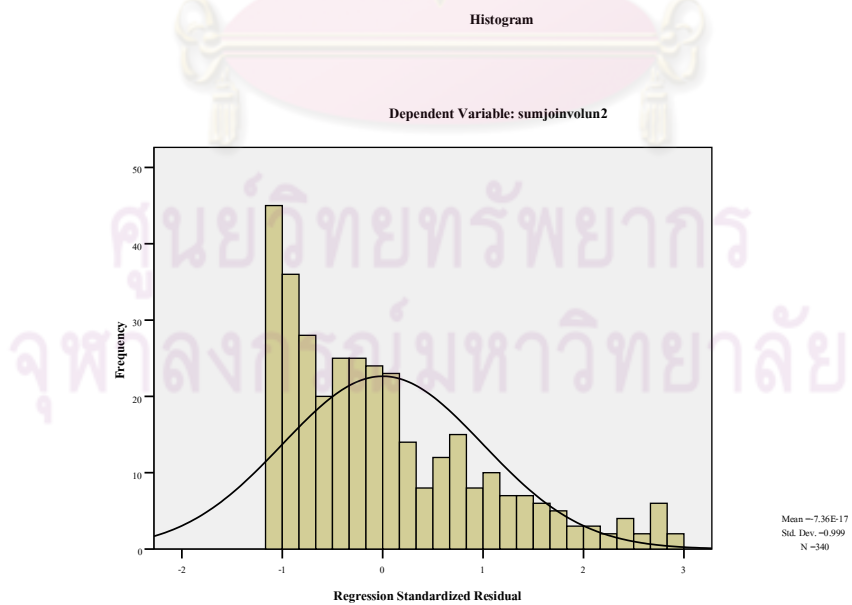 Histogram
Dependent Variable: sumjoinvolun2
ศูนย์วิทยทรัพยากร
จุฬาลงกรณ์มหาวิทยาลัย
50
40
30
20
10
0
Frequency
-2 -1 0 1 2 3
Regression Standardized Residual
Mean =-7.36E-17
Std. Dev. =0.999
N =340